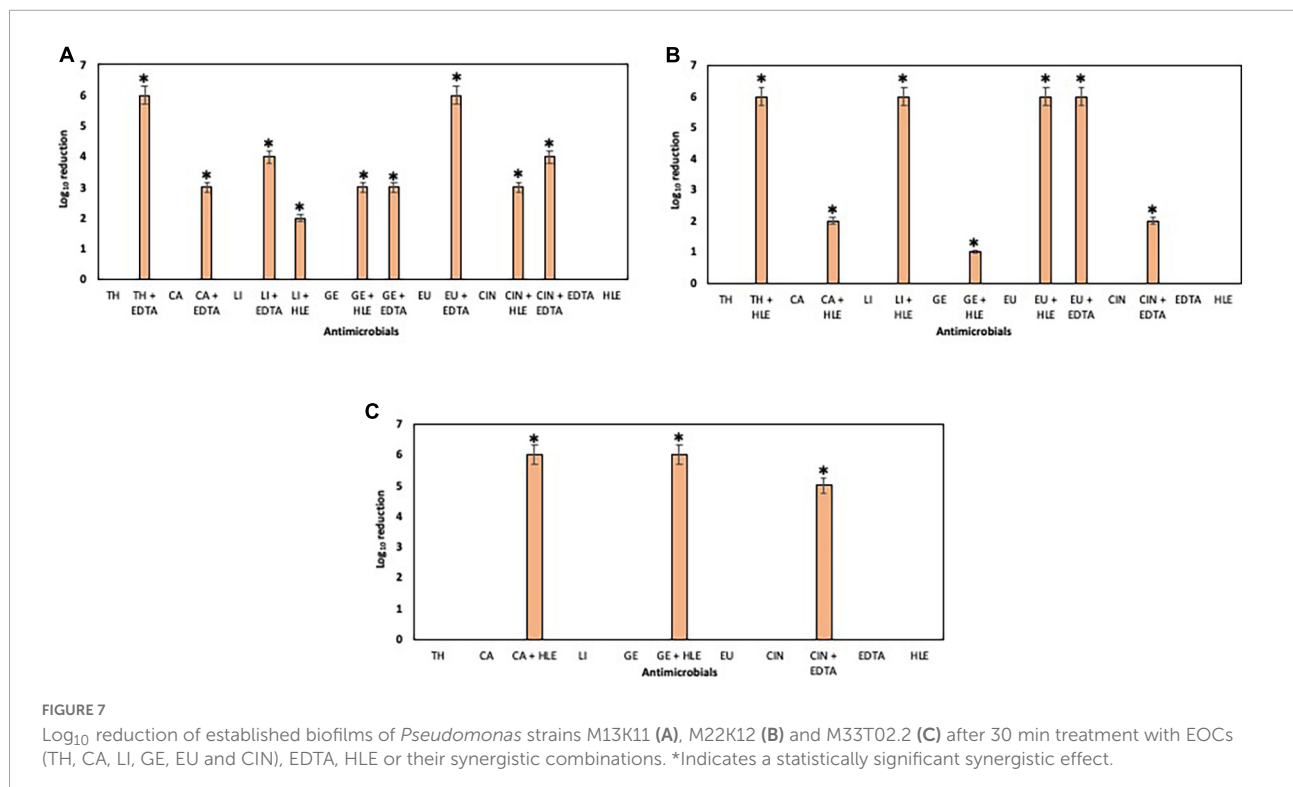 A
7
6
5
4
3
2
1
0
Log₁₀ reduction
* * * * * * * * *
TH TH + EDTA CA CA + EDTA LI LI + EDTA LI + HLE GE GE + HLE GE + EDTA EU EU + EDTA CIN CIN + HLE CIN + EDTA EDTA HLE
Antimicrobials
B
7
6
5
4
3
2
1
0
Log₁₀ reduction
* * * * * * *
TH TH + HLE CA CA + HLE LI LI + HLE GE GE + HLE EU EU + HLE EU + EDTA CIN CIN + EDTA EDTA HLE
Antimicrobials
C
7
6
5
4
3
2
1
0
Log₁₀ reduction
* * *
TH CA CA + HLE LI GE GE + HLE EU CIN CIN + EDTA EDTA HLE
Antimicrobials
FIGURE 7
Log₁₀ reduction of established biofilms of Pseudomonas strains M13K11 (A), M22K12 (B) and M33T02.2 (C) after 30 min treatment with EOCs
(TH, CA, LI, GE, EU and CIN), EDTA, HLE or their synergistic combinations. *Indicates a statistically significant synergistic effect.